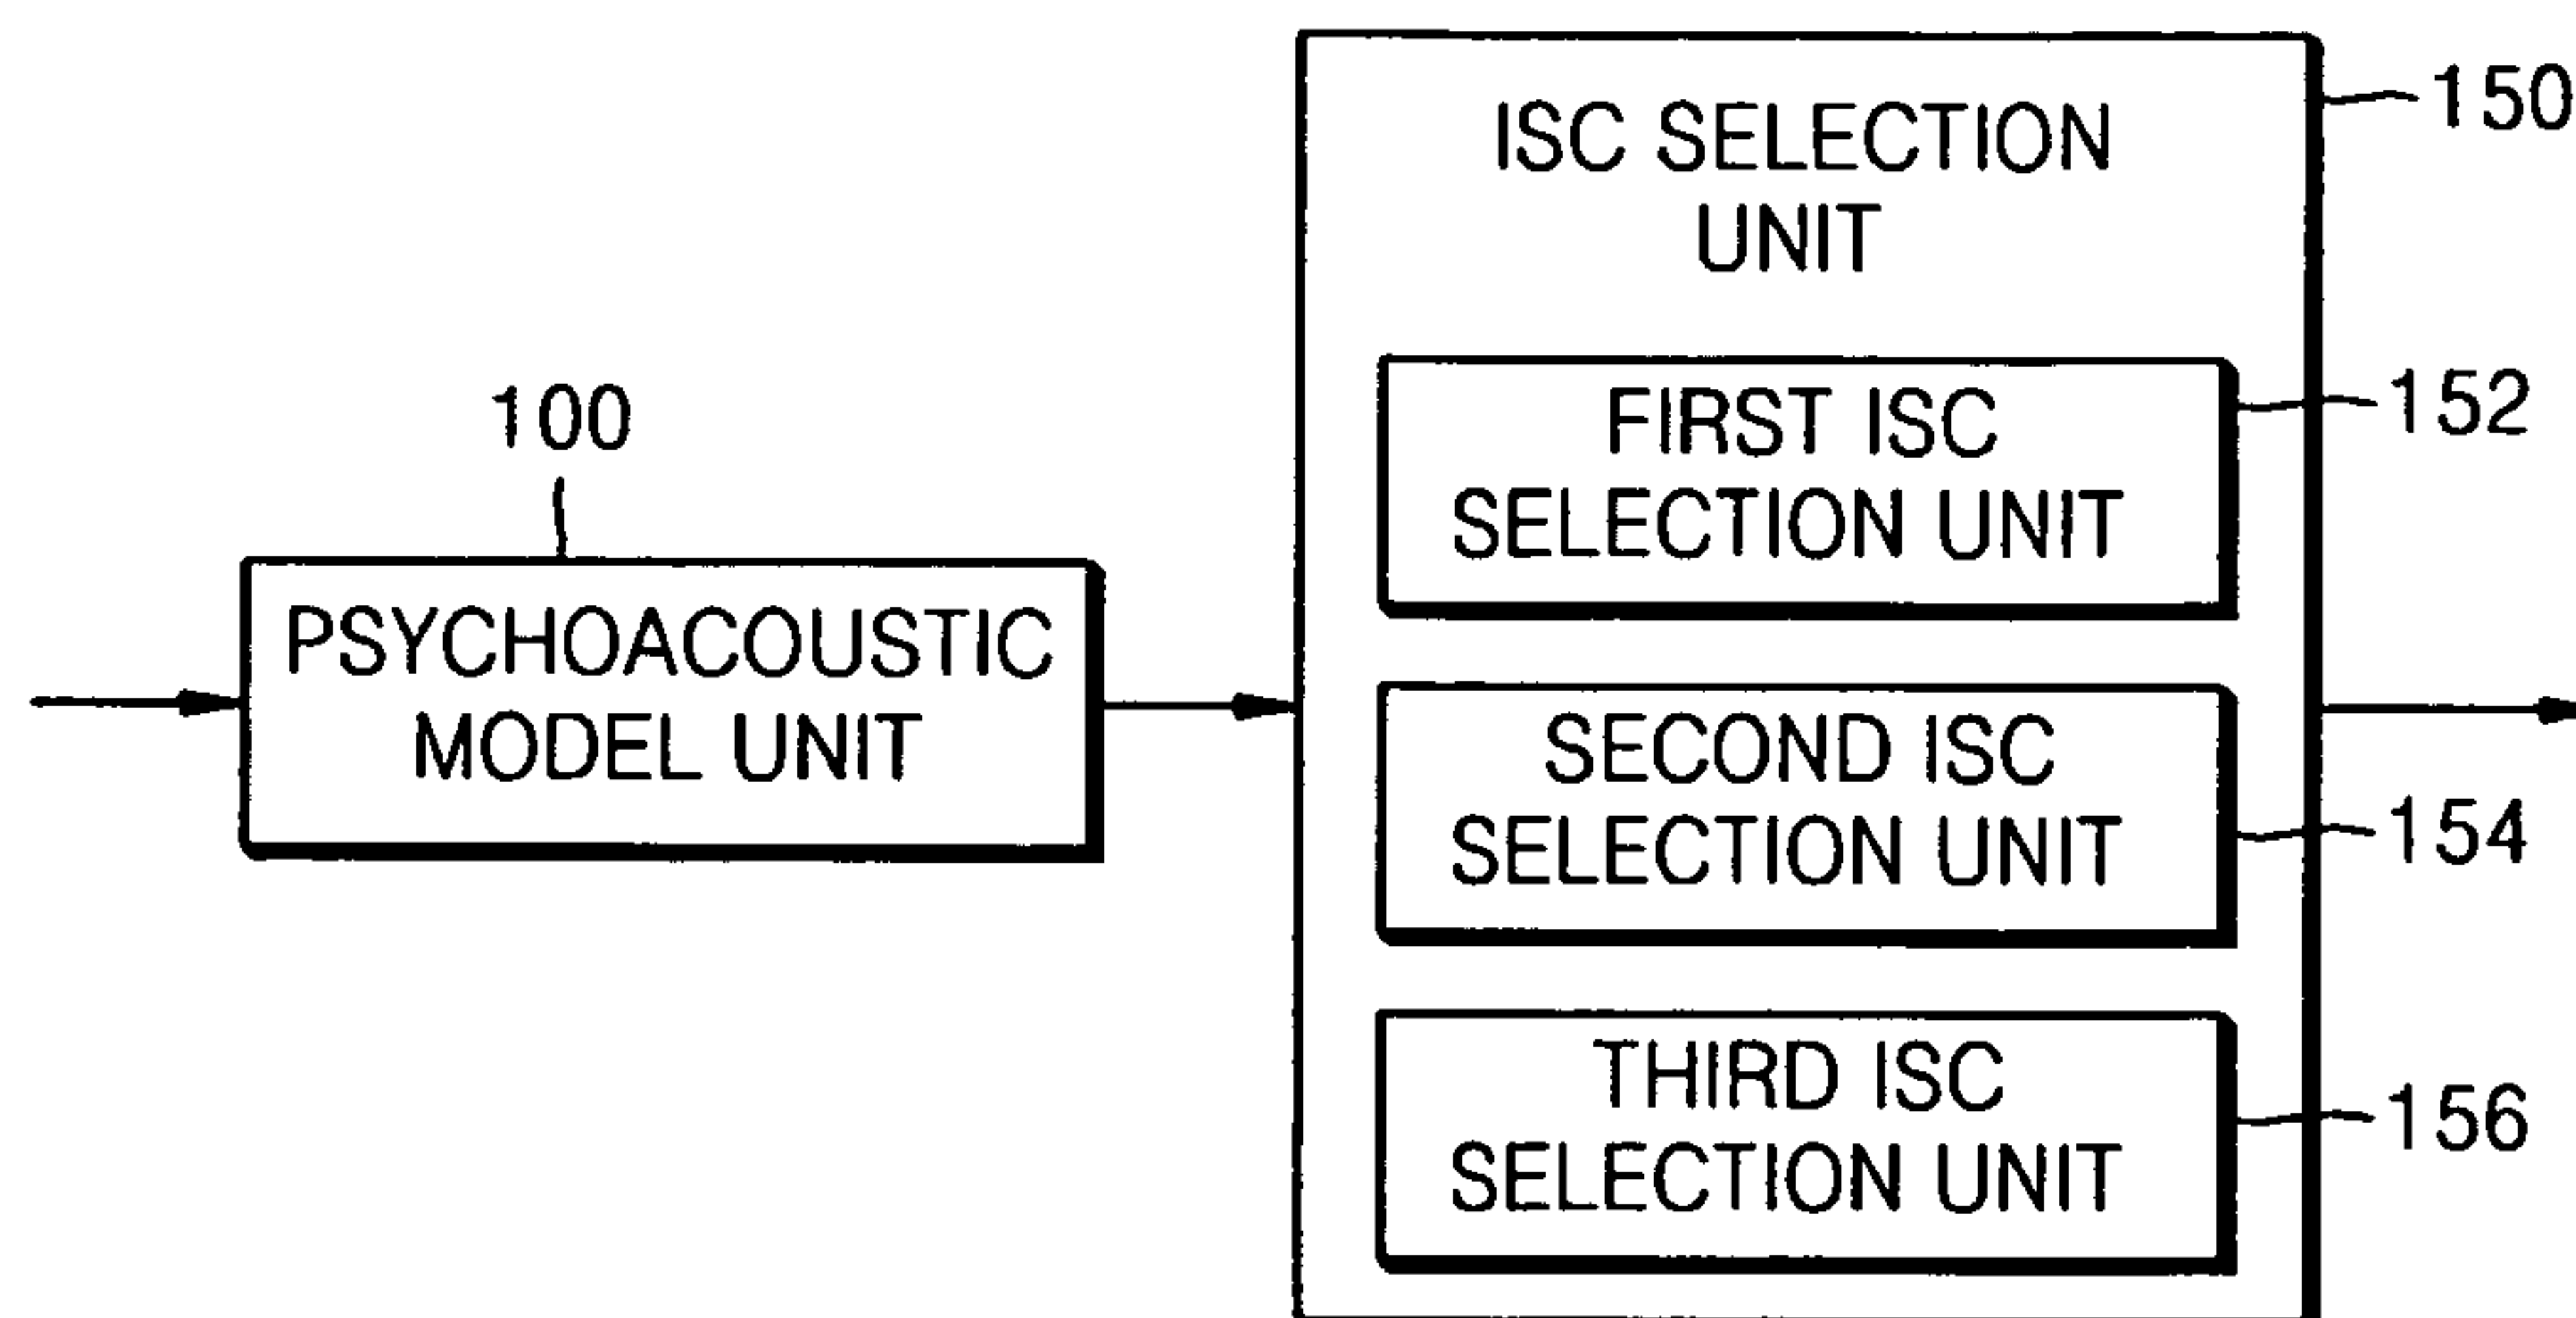 100
PSYCHOACOUSTIC
MODEL UNIT
ISC SELECTION
UNIT
150
FIRST ISC
SELECTION UNIT
152
SECOND ISC
SELECTION UNIT
154
THIRD ISC
SELECTION UNIT
156